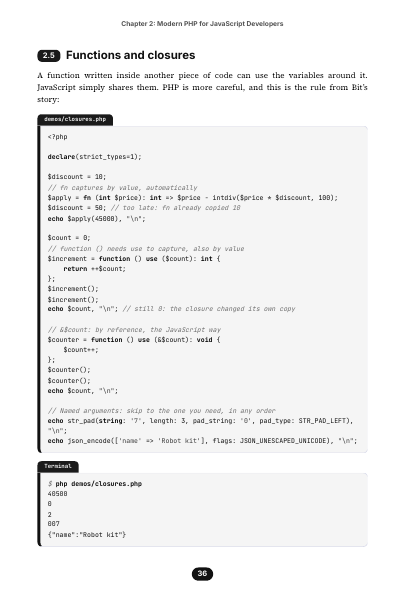 Chapter 2: Modern PHP for JavaScript Developers
2.5 Functions and closures
A function written inside another piece of code can use the variables around it.
JavaScript simply shares them. PHP is more careful, and this is the rule from Bit's
story:
demos/closures.php
<?php
declare(strict_types=1);
$discount = 10;
// fn captures by value, automatically
$apply = fn (int $price): int => $price - intdiv($price * $discount, 100);
$discount = 50; // too late: fn already copied 10
echo $apply(45000), "\n";
$count = 0;
// function () needs use to capture, also by value
$increment = function () use ($count): int {
    return ++$count;
};
$increment();
$increment();
echo $count, "\n"; // still 0: the closure changed its own copy
// &$count: by reference, the JavaScript way
$counter = function () use (&$count): void {
    $count++;
};
$counter();
$counter();
echo $count, "\n";
// Named arguments: skip to the one you need, in any order
echo str_pad(string: '7', length: 3, pad_string: '0', pad_type: STR_PAD_LEFT),
"\n";
echo json_encode(['name' => 'Robot kit'], flags: JSON_UNESCAPED_UNICODE), "\n";
Terminal
$ php demos/closures.php
40500
0
2
007
{"name":"Robot kit"}
36